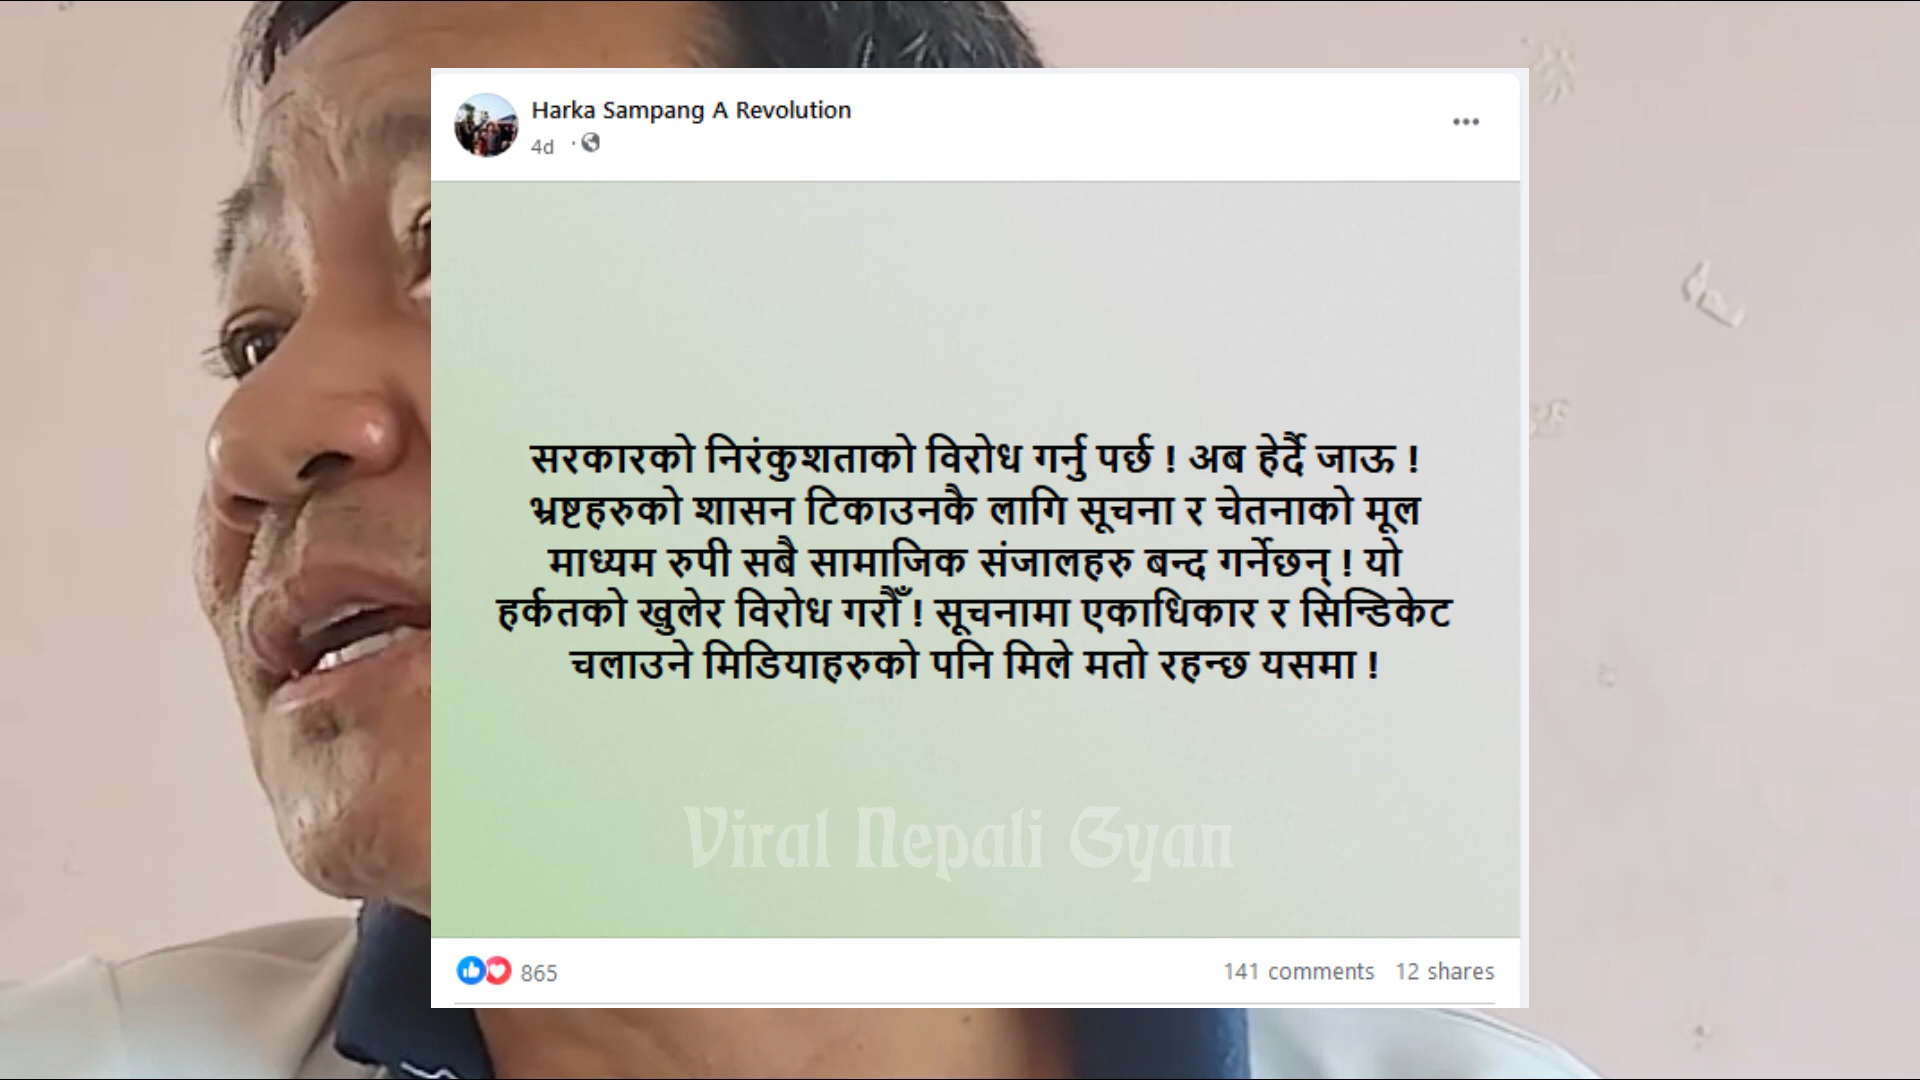 Harka Sampang A Revolution
4d
सरकारको निरंकुशताको विरोध गर्नु पर्छ ! अब हेर्दै जाऊ !
भ्रष्टहरुको शासन टिकाउनकै लागि सूचना र चेतनाको मूल
माध्यम रुपी सबै सामाजिक संजालहरु बन्द गर्नेछन् ! यो
हर्कतको खुलेर विरोध गरौँ ! सूचनामा एकाधिकार र सिन्डिकेट
चलाउने मिडियाहरुको पनि मिले मतो रहन्छ यसमा !
Viral Nepali Gyan
865
141 comments 12 shares